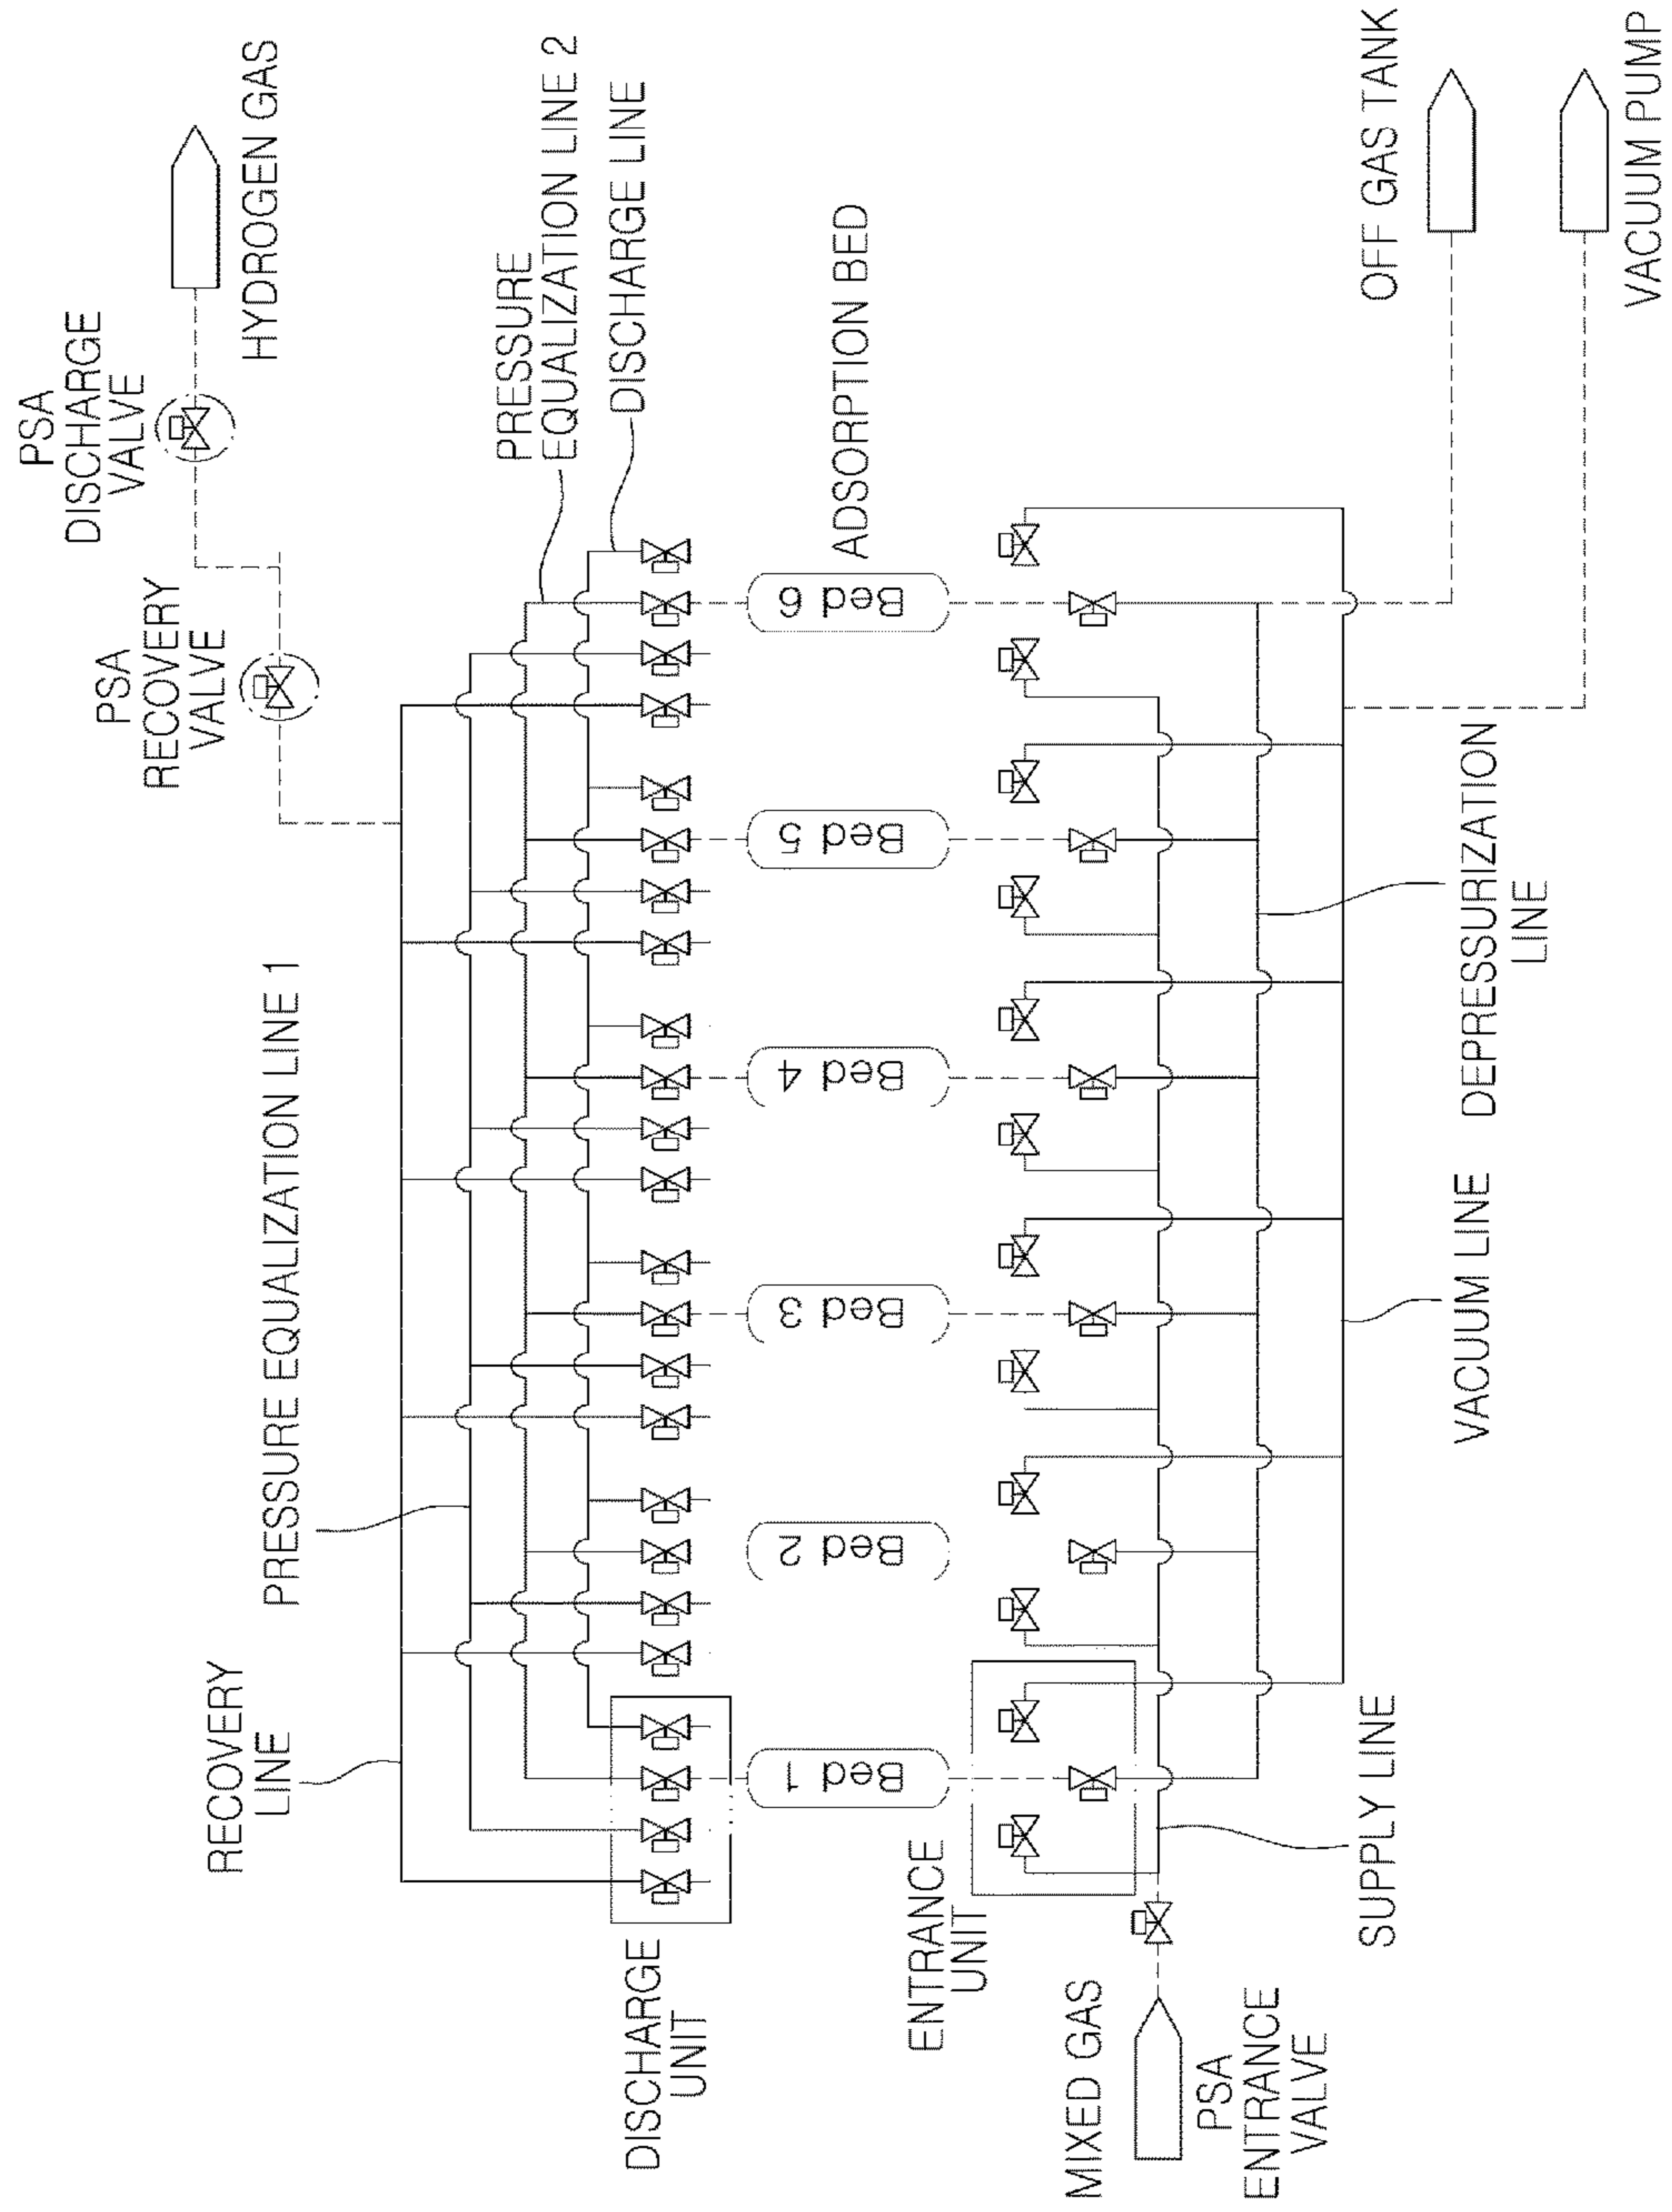 PSA
DISCHARGE
VALVE
HYDROGEN GAS
PSA
RECOVERY
VALVE
PRESSURE
EQUALIZATION LINE 2
DISCHARGE LINE
PRESSURE EQUALIZATION LINE 1
RECOVERY
LINE
ADSORPTION BED
Bed 1
Bed 2
Bed 3
Bed 4
Bed 5
Bed 6
DISCHARGE
UNIT
ENTRANCE
UNIT
MIXED GAS
PSA
ENTRANCE
VALVE
SUPPLY LINE
VACUUM LINE
DEPRESSURIZATION
LINE
OFF GAS TANK
VACUUM PUMP